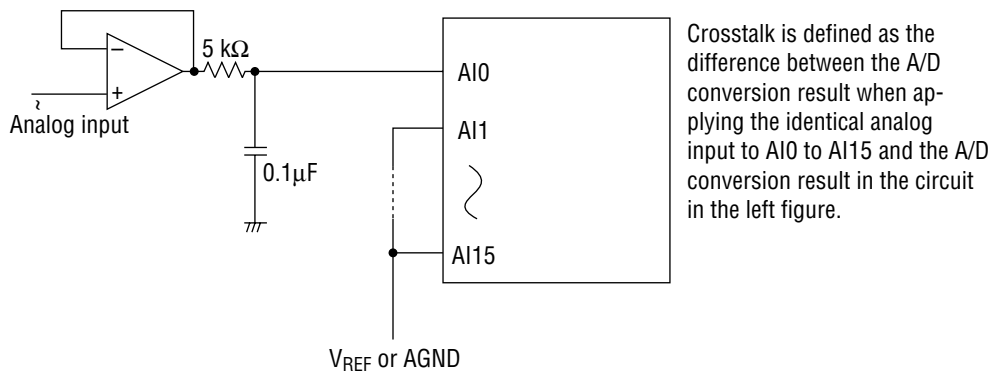 5 kΩ
−
+
Analog input
0.1μF
AI0
AI1
AI15
VREF or AGND
Crosstalk is defined as the
difference between the A/D
conversion result when ap-
plying the identical analog
input to AI0 to AI15 and the A/D
conversion result in the circuit
in the left figure.